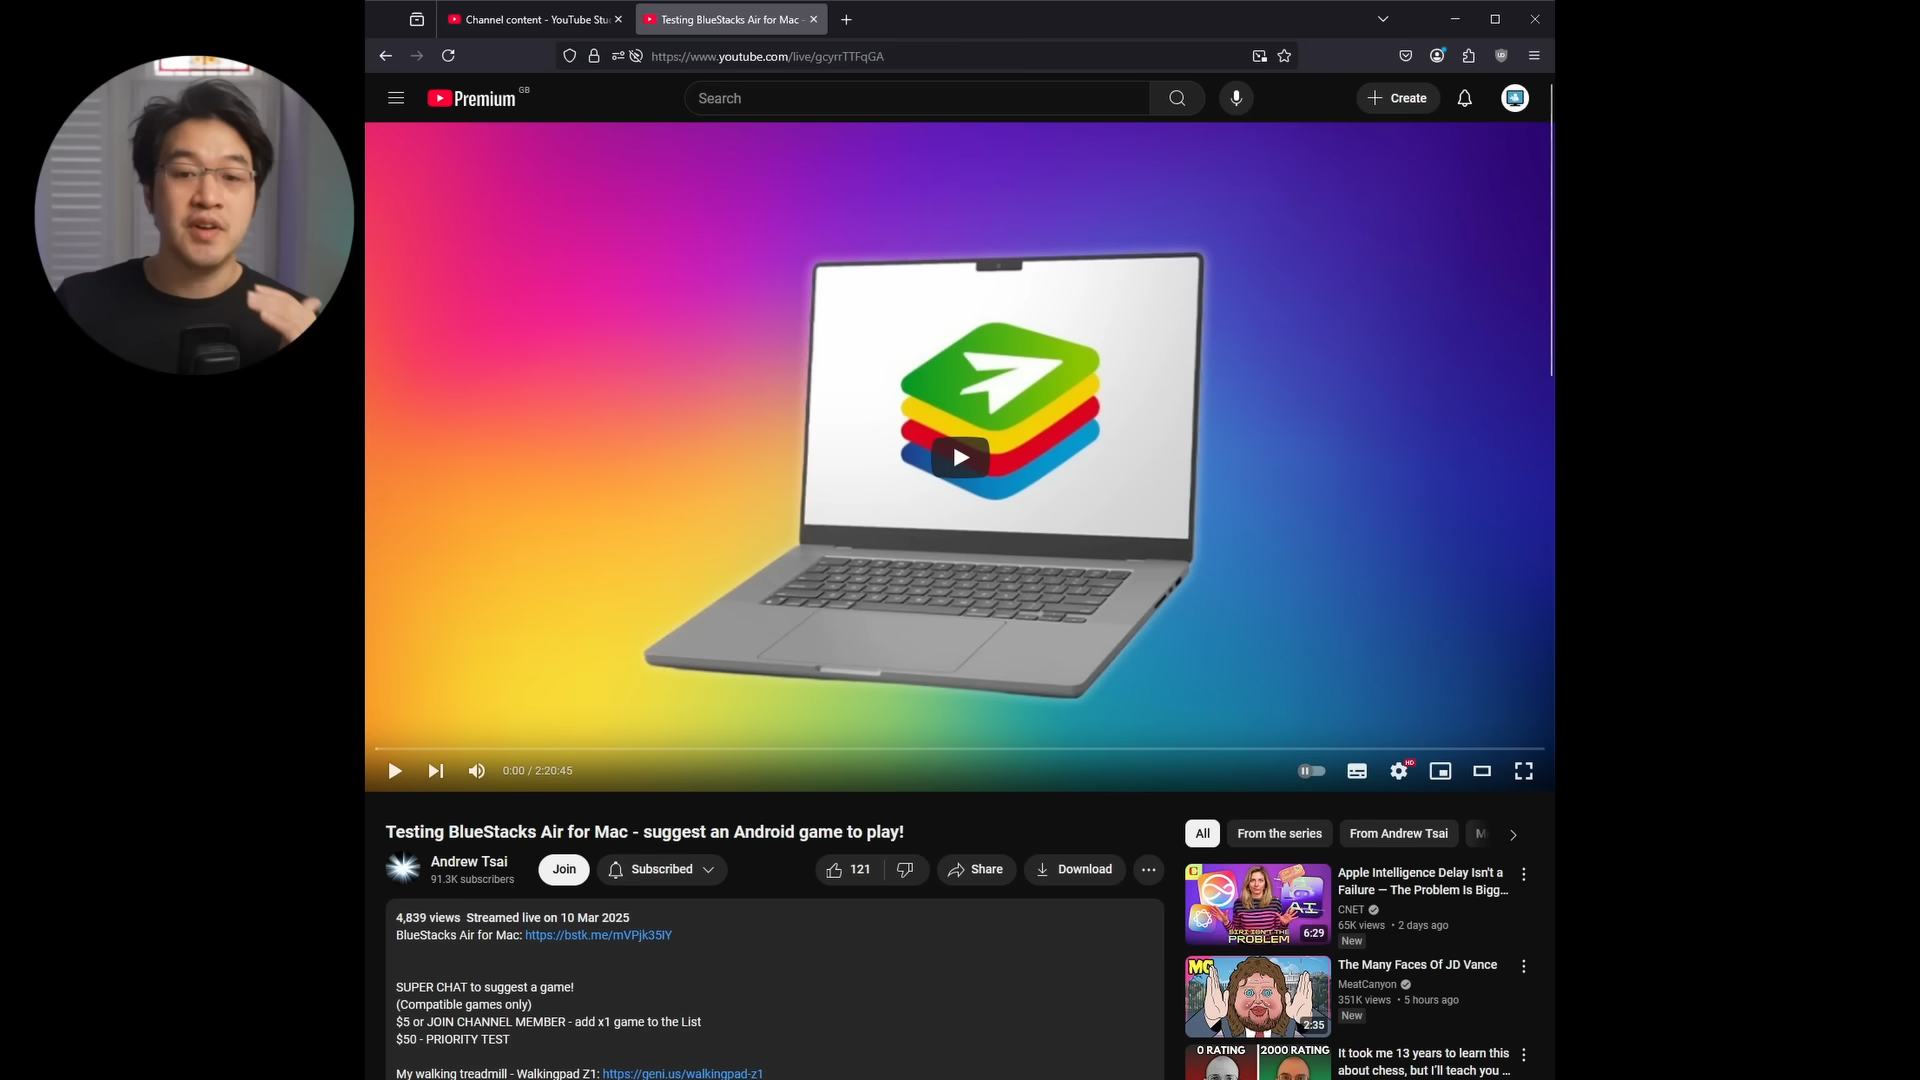 Channel content - YouTube Stu
Testing BlueStacks Air for Mac -
https://www.youtube.com/live/gcyrrTTFqGA
Premium GB
Search
Create
0:00 / 2:20:45
HD
Testing BlueStacks Air for Mac - suggest an Android game to play!
Andrew Tsai
91.3K subscribers
Join
Subscribed
121
Share
Download
4,839 views Streamed live on 10 Mar 2025
BlueStacks Air for Mac: https://bstk.me/mVPjk35IY
SUPER CHAT to suggest a game!
(Compatible games only)
$5 or JOIN CHANNEL MEMBER - add x1 game to the List
$50 - PRIORITY TEST
My walking treadmill - Walkingpad Z1: https://geni.us/walkingpad-z1
All
From the series
From Andrew Tsai
AI
SIRI ISN'T THE
PROBLEM
6:29
Apple Intelligence Delay Isn't a
Failure — The Problem Is Bigg...
CNET
65K views • 2 days ago
New
MC
2:35
The Many Faces Of JD Vance
MeatCanyon
351K views • 5 hours ago
New
0 RATING
2000 RATING
It took me 13 years to learn this
about chess, but I'll teach you ...